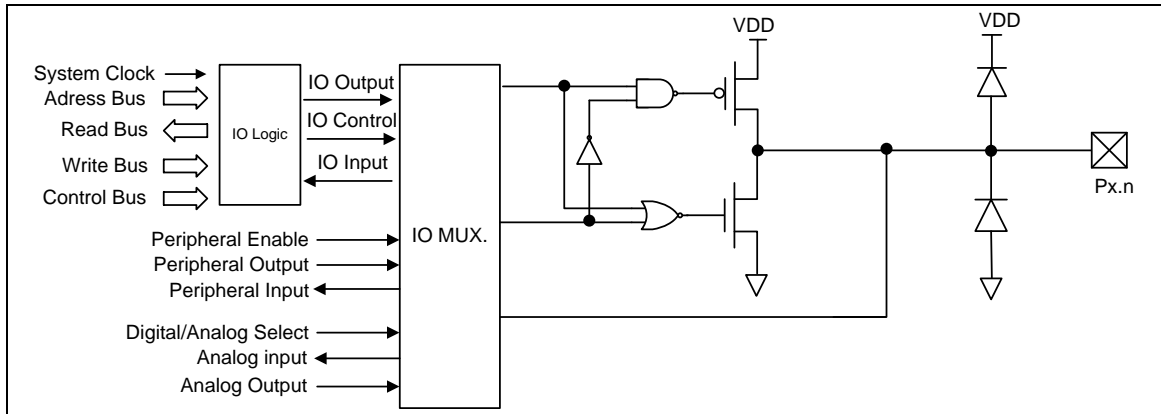 VDD
VDD
System Clock
Adress Bus
Read Bus
Write Bus
Control Bus
IO Logic
IO Output
IO Control
IO Input
IO MUX.
Px.n
Peripheral Enable
Peripheral Output
Peripheral Input
Digital/Analog Select
Analog input
Analog Output